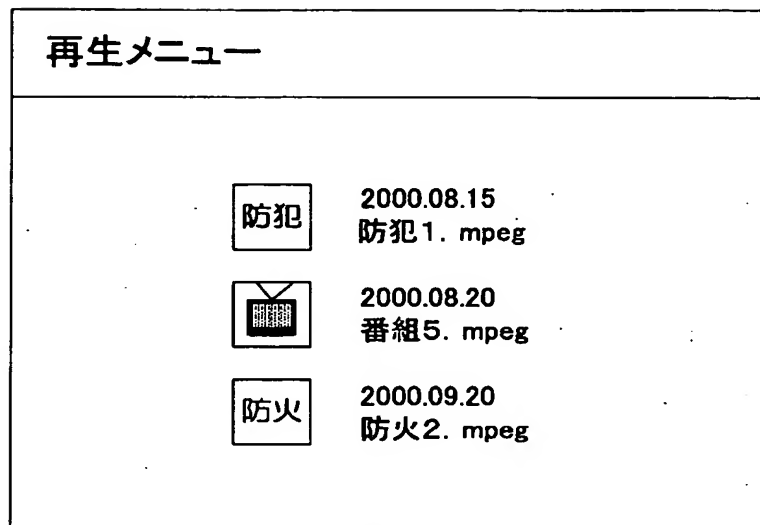 再生メニュー
防犯
2000.08.15
防犯1. mpeg
2000.08.20
番組5. mpeg
防火
2000.09.20
防火2. mpeg